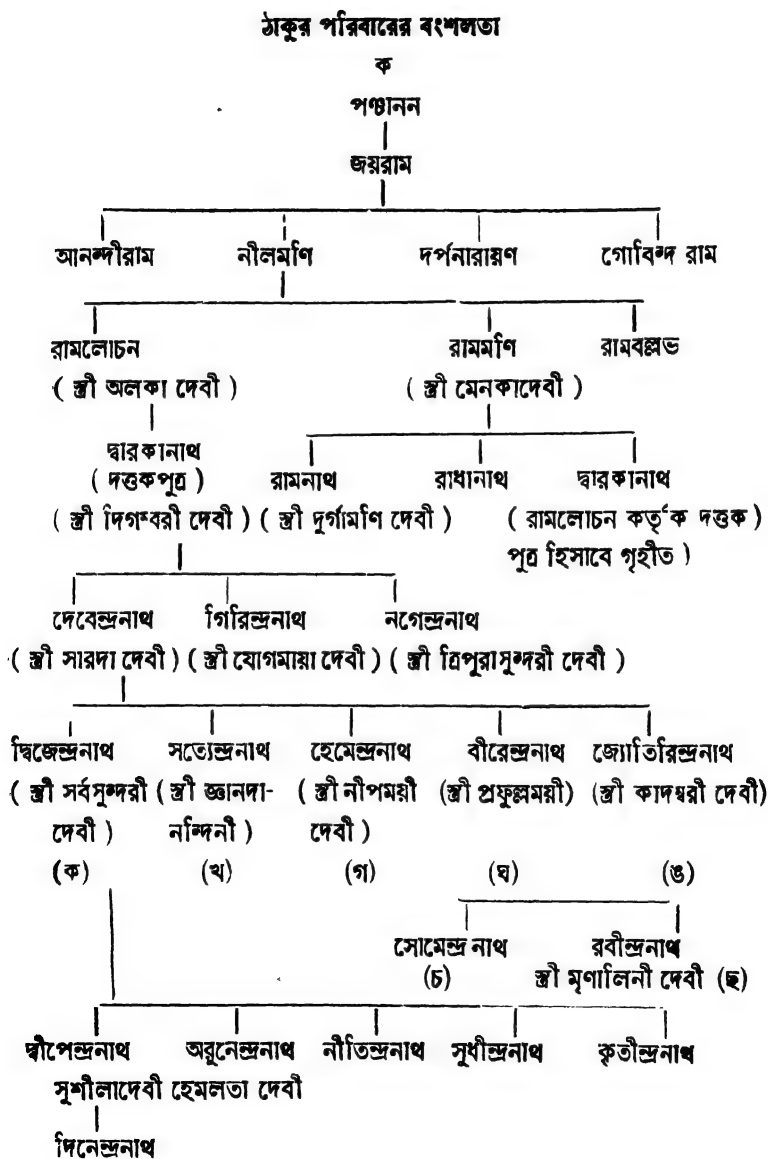 ঠাকুর পরিবারের বংশলতা
ক
পঞ্চানন
জয়রাম
আনন্দীরাম নীলমণি দর্পনারায়ণ গোবিন্দ রাম
রামলোচন রামমণি রামবল্লভ
( স্ত্রী অলকা দেবী ) ( স্ত্রী মেনকাদেবী )
দ্বারকানাথ
( দত্তকপুত্র ) রামনাথ রাধানাথ দ্বারকানাথ
( স্ত্রী দিগম্বরী দেবী ) ( স্ত্রী দুর্গামণি দেবী ) ( রামলোচন কর্তৃক দত্তক )
পুত্র হিসাবে গৃহীত )
দেবেন্দ্রনাথ গিরিন্দ্রনাথ নগেন্দ্রনাথ
( স্ত্রী সারদা দেবী ) ( স্ত্রী যোগমায়া দেবী ) ( স্ত্রী ত্রিপুরাসুন্দরী দেবী )
দ্বিজেন্দ্রনাথ সত্যেন্দ্রনাথ হেমেন্দ্রনাথ বীরেন্দ্রনাথ জ্যোতিরিন্দ্রনাথ
( স্ত্রী সর্বসুন্দরী ( স্ত্রী জ্ঞানদা- ( স্ত্রী নীপময়ী (স্ত্রী প্রফুল্লময়ী) (স্ত্রী কাদম্বরী দেবী)
দেবী ) নন্দিনী ) দেবী )
(ক) (খ) (গ) (ঘ) (ঙ)
সোমেন্দ্র নাথ রবীন্দ্রনাথ
(চ) স্ত্রী মৃণালিনী দেবী (ছ)
দ্বীপেন্দ্রনাথ অরুনেন্দ্রনাথ নীতিন্দ্রনাথ সুধীন্দ্রনাথ কৃতীন্দ্রনাথ
সুশীলাদেবী হেমলতা দেবী
দিনেন্দ্রনাথ